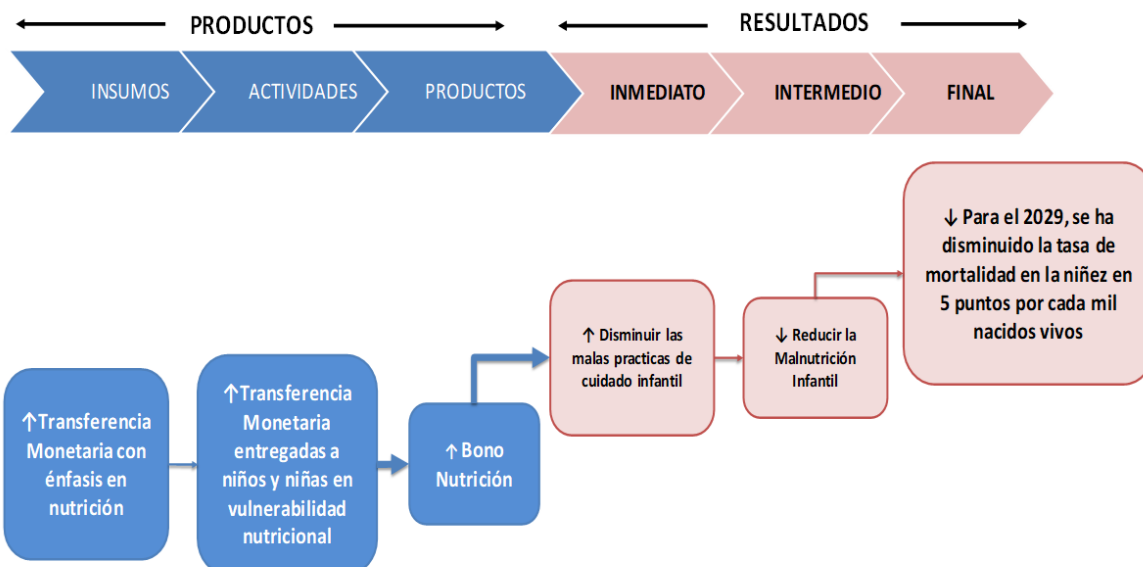 PRODUCTOS
RESULTADOS
INSUMOS
ACTIVIDADES
PRODUCTOS
INMEDIATO
INTERMEDIO
FINAL
↑Transferencia
Monetaria con
énfasis en
nutrición
↑Transferencia
Monetaria
entregadas a
niños y niñas en
vulnerabilidad
nutricional
↑ Bono
Nutrición
↑ Disminuir las
malas practicas de
cuidado infantil
↓ Reducir la
Malnutrición
Infantil
↓ Para el 2029, se ha
disminuido la tasa de
mortalidad en la niñez en
5 puntos por cada mil
nacidos vivos